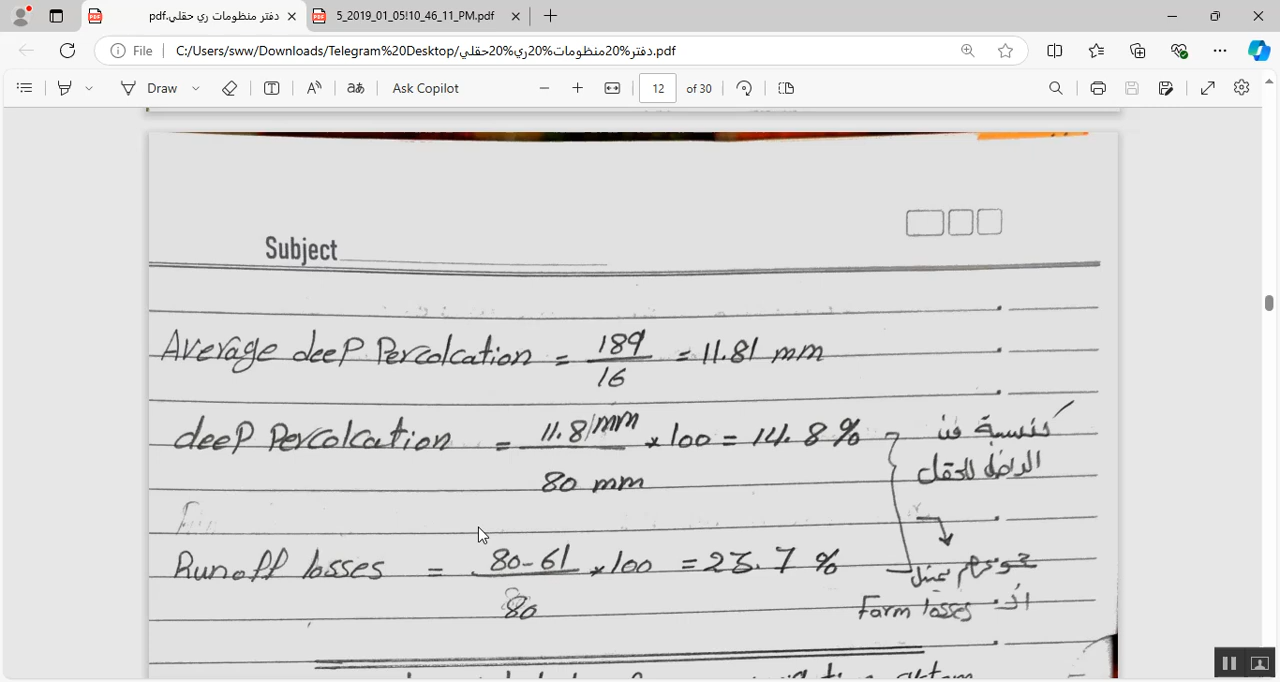 دفتر منظومات ري حقلي.pdf
5_2019_01_05!10_46_11_PM.pdf
File
C:/Users/sww/Downloads/Telegram%20Desktop/دفتر%20منظومات%20ري%20حقلي.pdf
Draw
Ask Copilot
12 of 30
Subject
Average deep Percolcation = 189/16 = 11.81 mm
deep Percolcation = 11.81mm/80 mm * 100 = 14.8 %
كنسبة من
الداخل للحقل
Runoff losses = 80-61/80 * 100 = 23.7 %
مجموعهم يمثل
الـ Farm losses